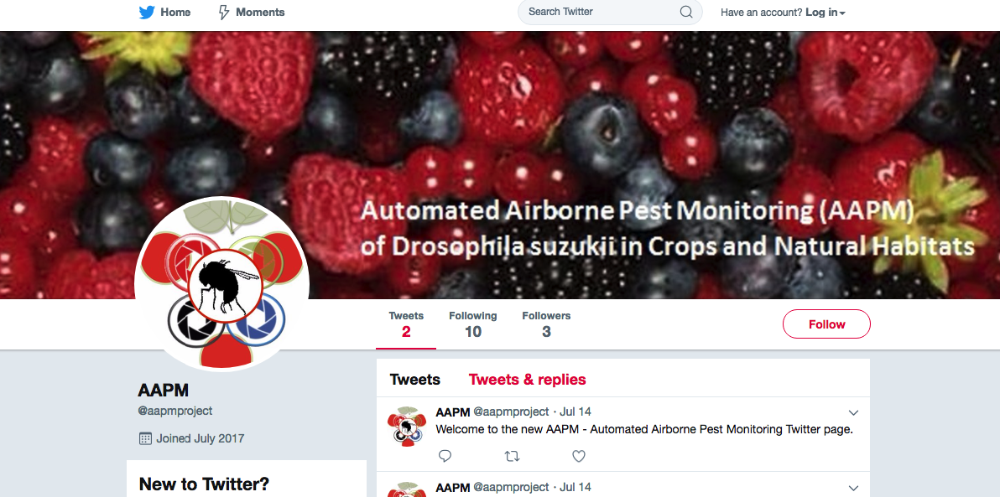 Home
Moments
Search Twitter
Have an account? Log in
Automated Airborne Pest Monitoring (AAPM)
of Drosophila suzukii in Crops and Natural Habitats
Tweets
2
Following
10
Followers
3
Follow
AAPM
@aapmproject
Joined July 2017
New to Twitter?
Tweets
Tweets & replies
AAPM @aapmproject · Jul 14
Welcome to the new AAPM - Automated Airborne Pest Monitoring Twitter page.
AAPM @aapmproject · Jul 14